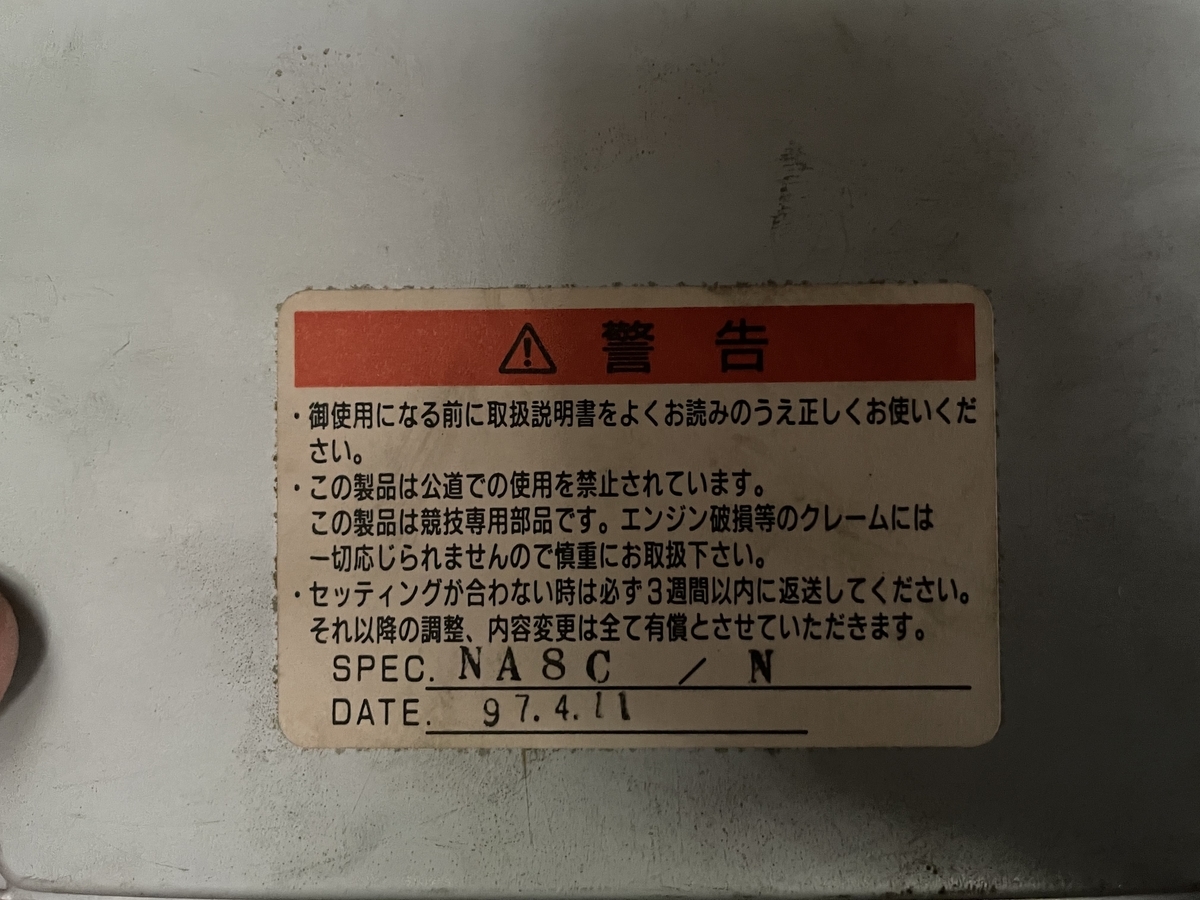 警告
・御使用になる前に取扱説明書をよくお読みのうえ正しくお使いくだ
さい。
・この製品は公道での使用を禁止されています。
この製品は競技専用部品です。エンジン破損等のクレームには
一切応じられませんので慎重にお取扱下さい。
・セッティングが合わない時は必ず3週間以内に返送してください。
それ以降の調整、内容変更は全て有償とさせていただきます。
SPEC. NA8C / N
DATE. 97.4.11